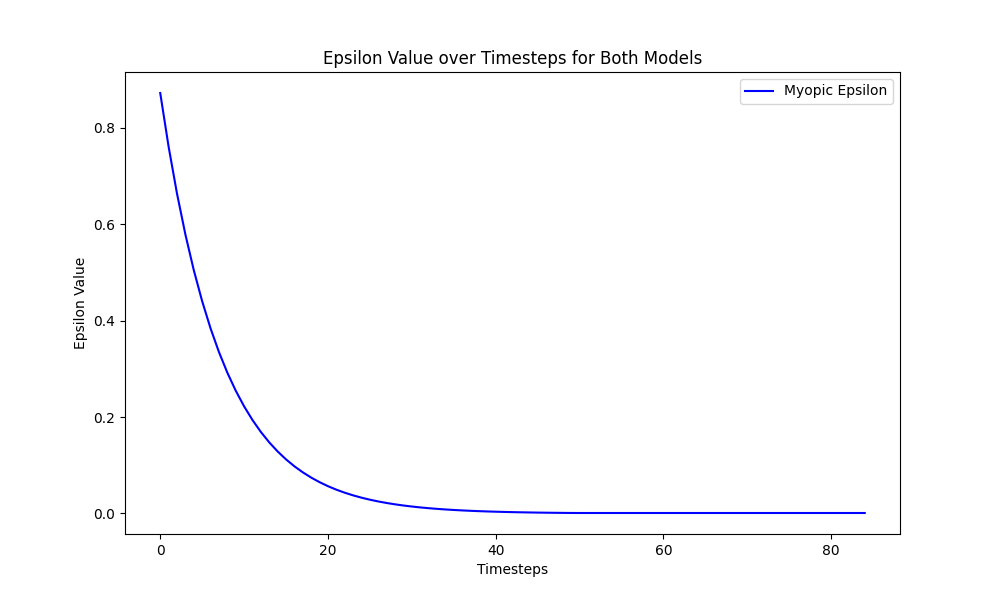 Epsilon Value over Timesteps for Both Models
Myopic Epsilon
0.8
0.6
0.4
0.2
0.0
Epsilon Value
0 20 40 60 80
Timesteps